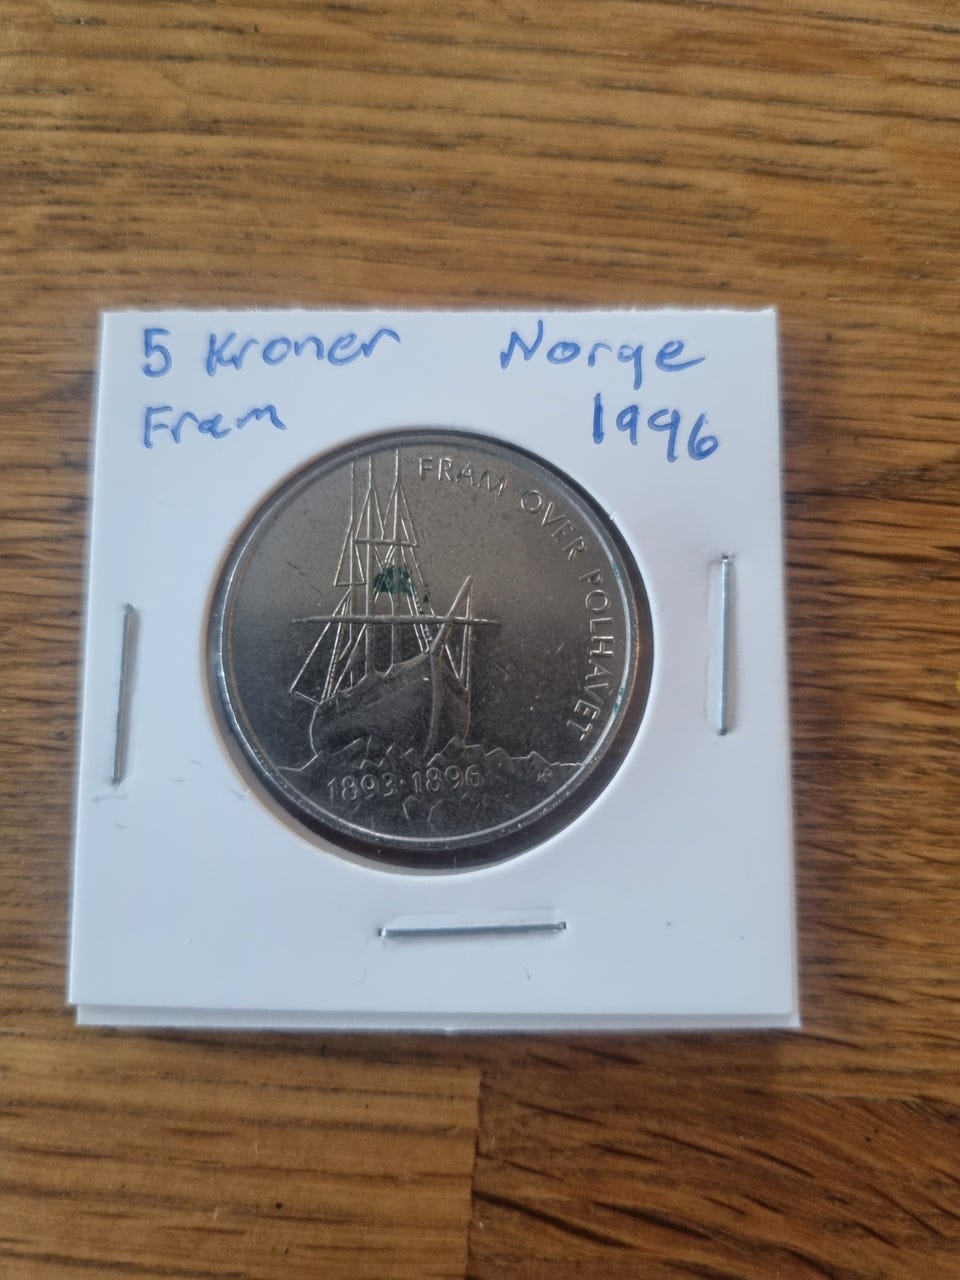 5 Kroner Norge
Fram 1996
FRAM OVER POLHAVET
1893·1896